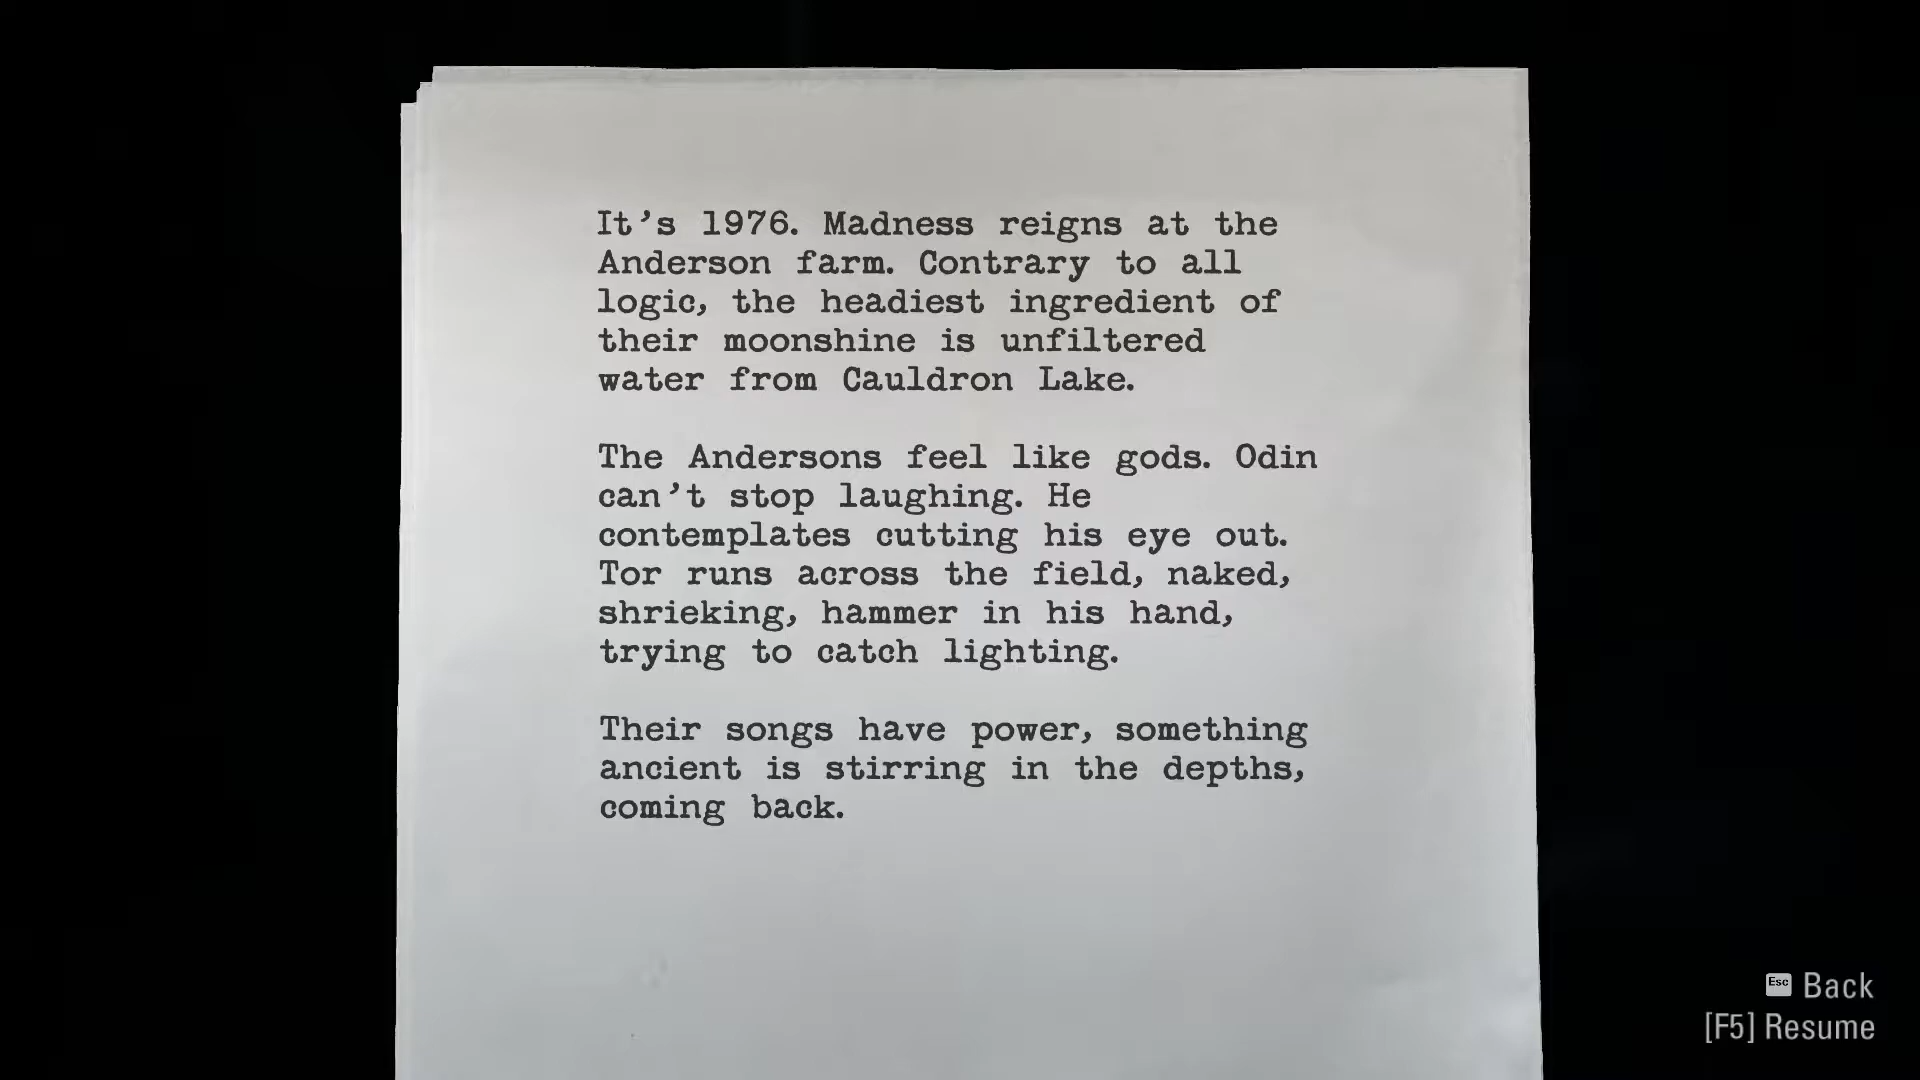 It’s 1976. Madness reigns at the
Anderson farm. Contrary to all
logic, the headiest ingredient of
their moonshine is unfiltered
water from Cauldron Lake.
The Andersons feel like gods. Odin
can’t stop laughing. He
contemplates cutting his eye out.
Tor runs across the field, naked,
shrieking, hammer in his hand,
trying to catch lighting.
Their songs have power, something
ancient is stirring in the depths,
coming back.
Esc Back
[F5] Resume